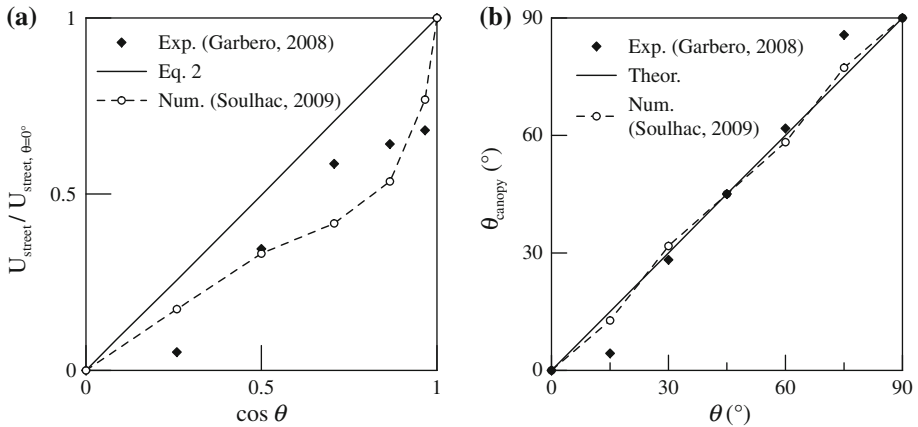 (a)
1
0.5
0
0
0.5
1
U_street / U_street, θ=0°
cos θ
Exp. (Garbero, 2008)
Eq. 2
Num. (Soulhac, 2009)
(b)
90
60
30
0
0
30
60
90
θ_canopy (°)
θ (°)
Exp. (Garbero, 2008)
Theor.
Num.
(Soulhac, 2009)